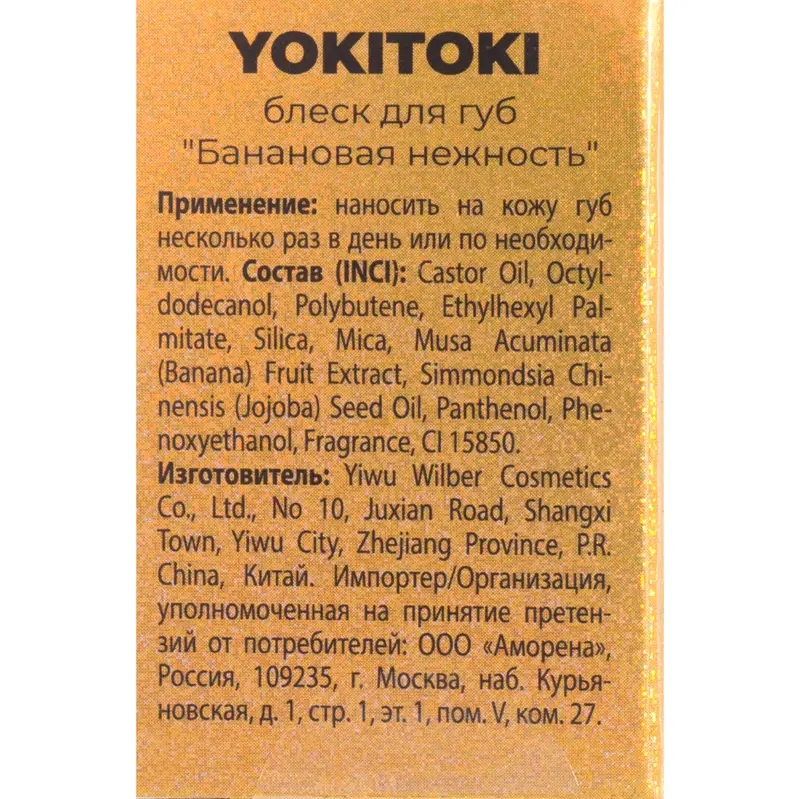 YOKITOKI
блеск для губ
"Банановая нежность"
Применение: наносить на кожу губ
несколько раз в день или по необходи-
мости. Состав (INCI): Castor Oil, Octyl-
dodecanol, Polybutene, Ethylhexyl Pal-
mitate, Silica, Mica, Musa Acuminata
(Banana) Fruit Extract, Simmondsia Chi-
nensis (Jojoba) Seed Oil, Panthenol, Phe-
noxyethanol, Fragrance, CI 15850.
Изготовитель: Yiwu Wilber Cosmetics
Co., Ltd., No 10, Juxian Road, Shangxi
Town, Yiwu City, Zhejiang Province, P.R.
China, Китай. Импортер/Организация,
уполномоченная на принятие претен-
зий от потребителей: ООО «Аморена»,
Россия, 109235, г. Москва, наб. Курья-
новская, д. 1, стр. 1, эт. 1, пом. V, ком. 27.